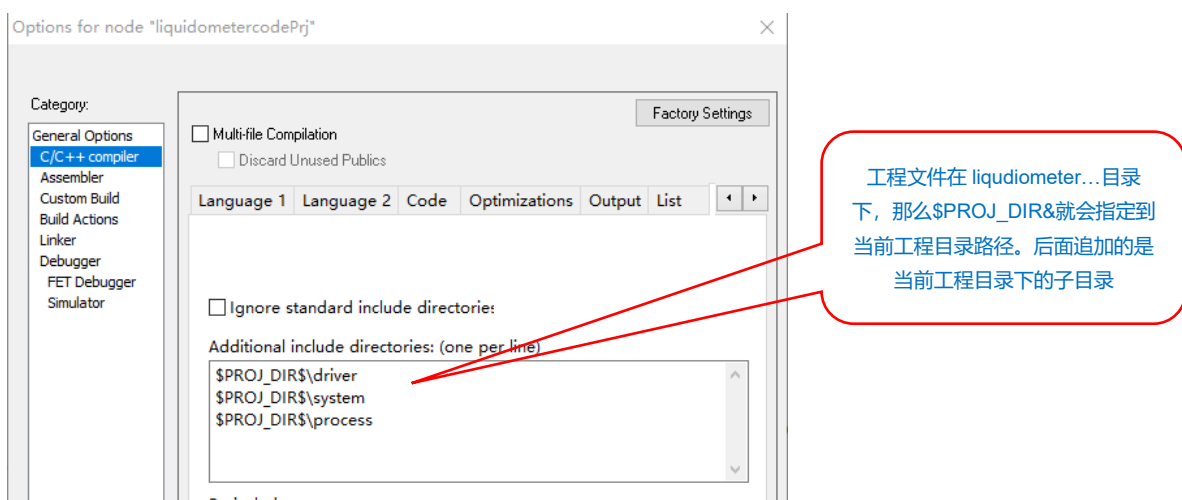 Options for node "liquidometercodePrj"
Category:
General Options
C/C++ compiler
Assembler
Custom Build
Build Actions
Linker
Debugger
FET Debugger
Simulator
Factory Settings
Multi-file Compilation
Discard Unused Publics
Language 1 Language 2 Code Optimizations Output List
Ignore standard include directories
Additional include directories: (one per line)
$PROJ_DIR$\driver
$PROJ_DIR$\system
$PROJ_DIR$\process
工程文件在 liqudiometer…目录
下，那么$PROJ_DIR&就会指定到
当前工程目录路径。后面追加的是
当前工程目录下的子目录